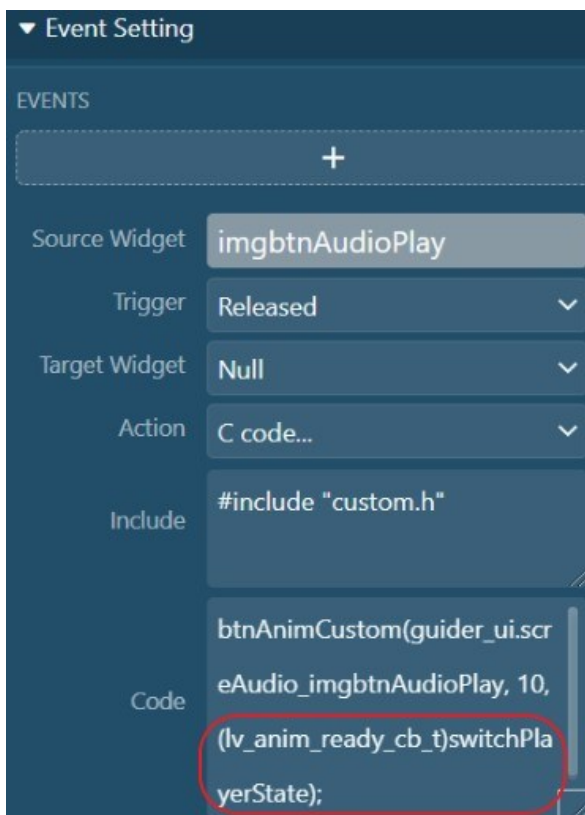 Event Setting
EVENTS
+
Source Widget imgbtnAudioPlay
Trigger Released
Target Widget Null
Action C code...
Include #include "custom.h"
Code btnAnimCustom(guider_ui.scr
eAudio_imgbtnAudioPlay, 10,
(lv_anim_ready_cb_t)switchPla
yerState);